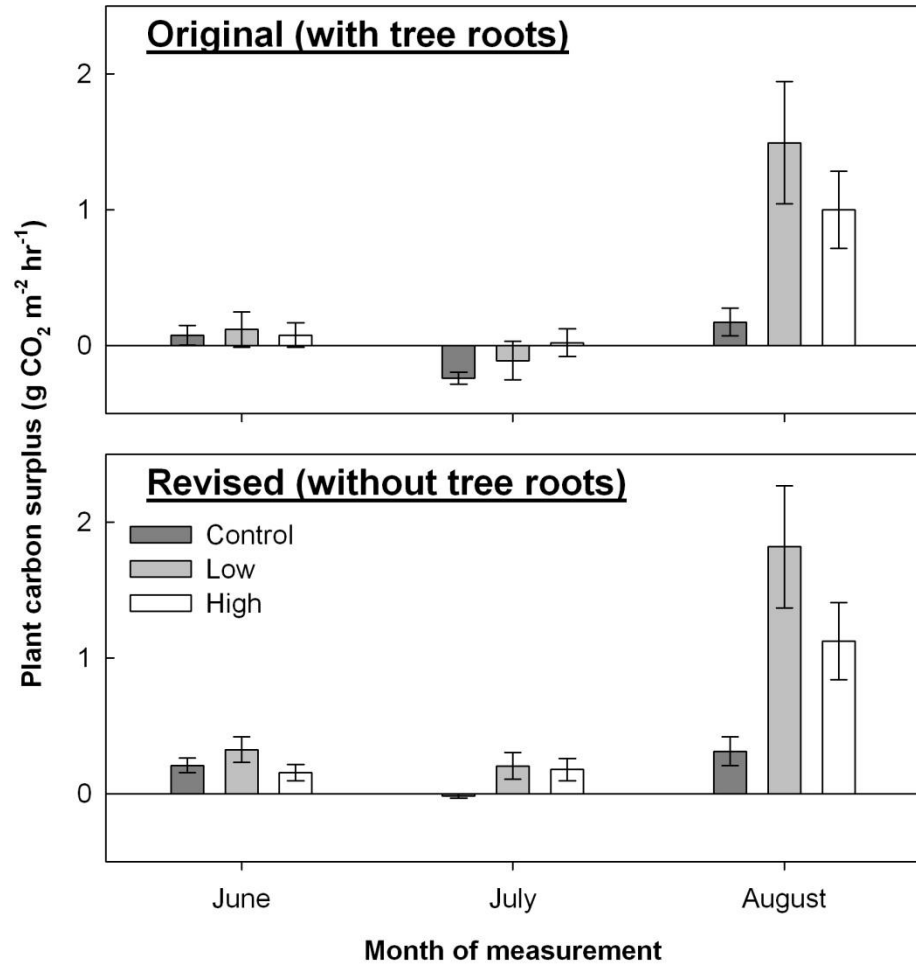 Original (with tree roots)
2
1
0
Plant carbon surplus (g CO₂ m⁻² hr⁻¹)
Revised (without tree roots)
Control
Low
High
2
1
0
June July August
Month of measurement